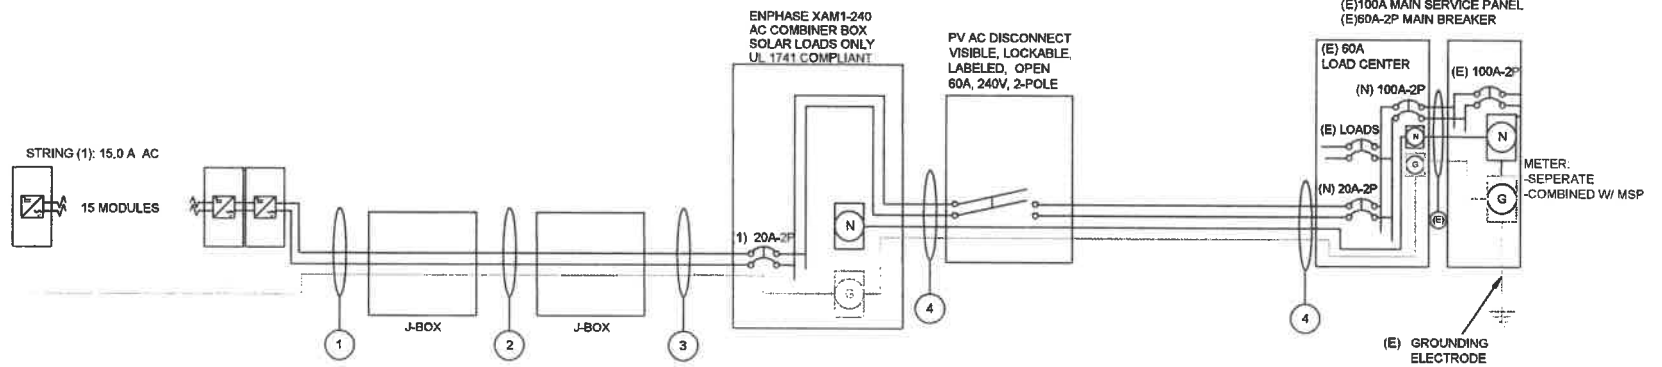 ENPHASE XAM1-240
AC COMBINER BOX
SOLAR LOADS ONLY
UL 1741 COMPLIANT
PV AC DISCONNECT
VISIBLE, LOCKABLE,
LABELED, OPEN
60A, 240V, 2-POLE
(E)100A MAIN SERVICE PANEL
(E)60A-2P MAIN BREAKER
(E) 60A
LOAD CENTER
(E) 100A-2P
(N) 100A-2P
(E) LOADS
N
N
G
STRING (1): 15.0 A AC
15 MODULES
METER:
-SEPERATE
-COMBINED W/ MSP
(N) 20A-2P
G
(E)
N
1) 20A-2P
G
J-BOX
J-BOX
1
2
3
4
4
(E) GROUNDING
ELECTRODE